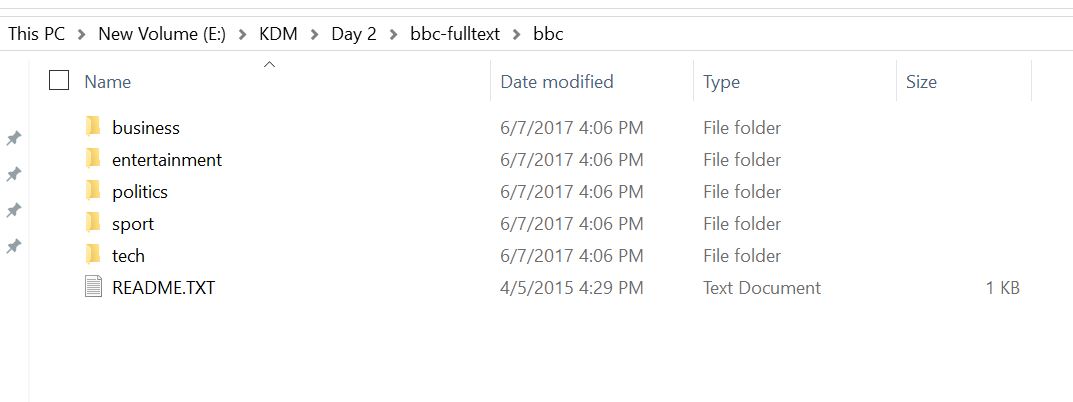 This PC > New Volume (E:) > KDM > Day 2 > bbc-fulltext > bbc
Name Date modified Type Size
business 6/7/2017 4:06 PM File folder
entertainment 6/7/2017 4:06 PM File folder
politics 6/7/2017 4:06 PM File folder
sport 6/7/2017 4:06 PM File folder
tech 6/7/2017 4:06 PM File folder
README.TXT 4/5/2015 4:29 PM Text Document 1 KB